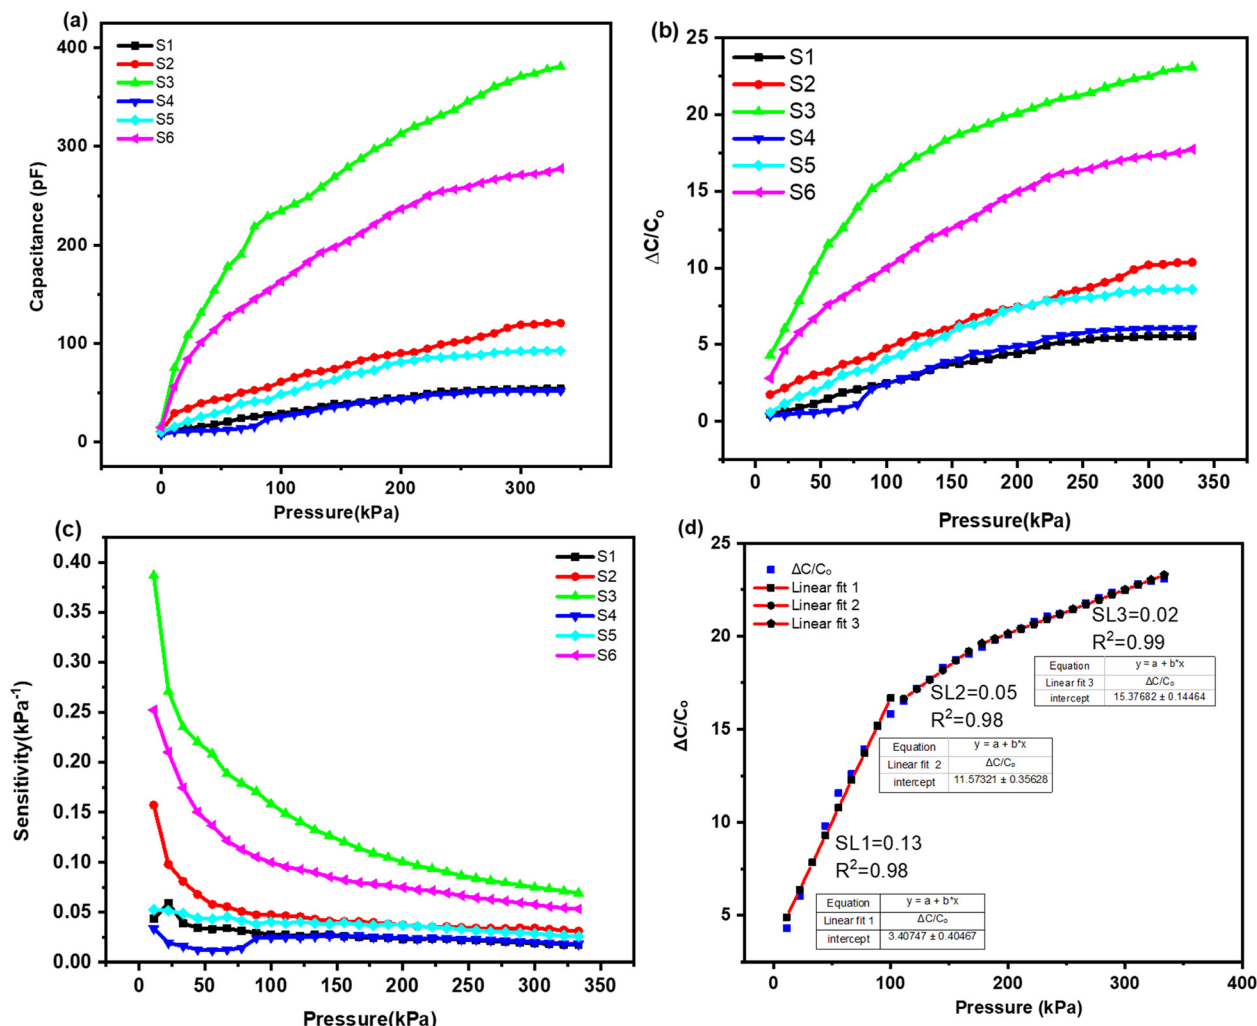 (a)
400
300
200
100
0
Capacitance (pF)
S1
S2
S3
S4
S5
S6
0
100
200
300
Pressure(kPa)
(b)
25
20
15
10
5
0
ΔC/Co
S1
S2
S3
S4
S5
S6
0
50
100
150
200
250
300
350
Pressure(kPa)
(c)
0.40
0.35
0.30
0.25
0.20
0.15
0.10
0.05
0.00
Sensitivity(kPa-1)
S1
S2
S3
S4
S5
S6
0
50
100
150
200
250
300
350
Pressure(kPa)
(d)
25
20
15
10
5
ΔC/Co
ΔC/Co
Linear fit 1
Linear fit 2
Linear fit 3
SL3=0.02
R2=0.99
Equation y = a + b*x
Linear fit 3 ΔC/Co
intercept 15.37682 ± 0.14464
SL2=0.05
R2=0.98
Equation y = a + b*x
Linear fit 2 ΔC/Co
intercept 11.57321 ± 0.35628
SL1=0.13
R2=0.98
Equation y = a + b*x
Linear fit 1 ΔC/Co
intercept 3.40747 ± 0.40467
0
100
200
300
400
Pressure (kPa)